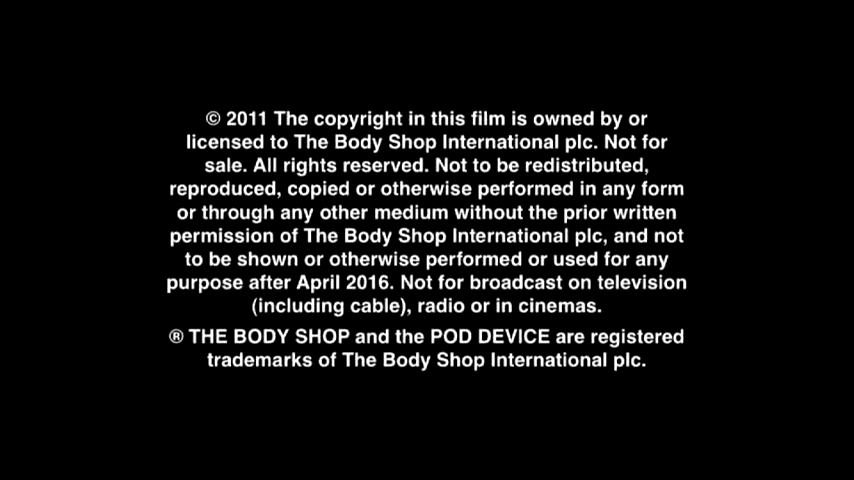 © 2011 The copyright in this film is owned by or
licensed to The Body Shop International plc. Not for
sale. All rights reserved. Not to be redistributed,
reproduced, copied or otherwise performed in any form
or through any other medium without the prior written
permission of The Body Shop International plc, and not
to be shown or otherwise performed or used for any
purpose after April 2016. Not for broadcast on television
(including cable), radio or in cinemas.
® THE BODY SHOP and the POD DEVICE are registered
trademarks of The Body Shop International plc.